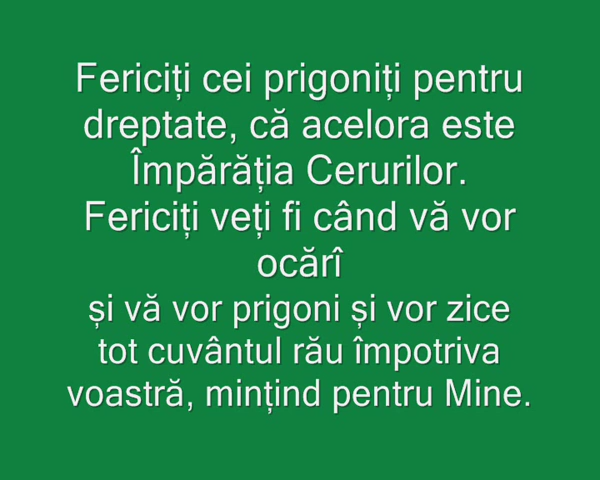 Fericiți cei prigoniți pentru
dreptate, că acelora este
Împărăția Cerurilor.
Fericiți veți fi când vă vor
ocărî
și vă vor prigoni și vor zice
tot cuvântul rău împotriva
voastră, mințind pentru Mine.